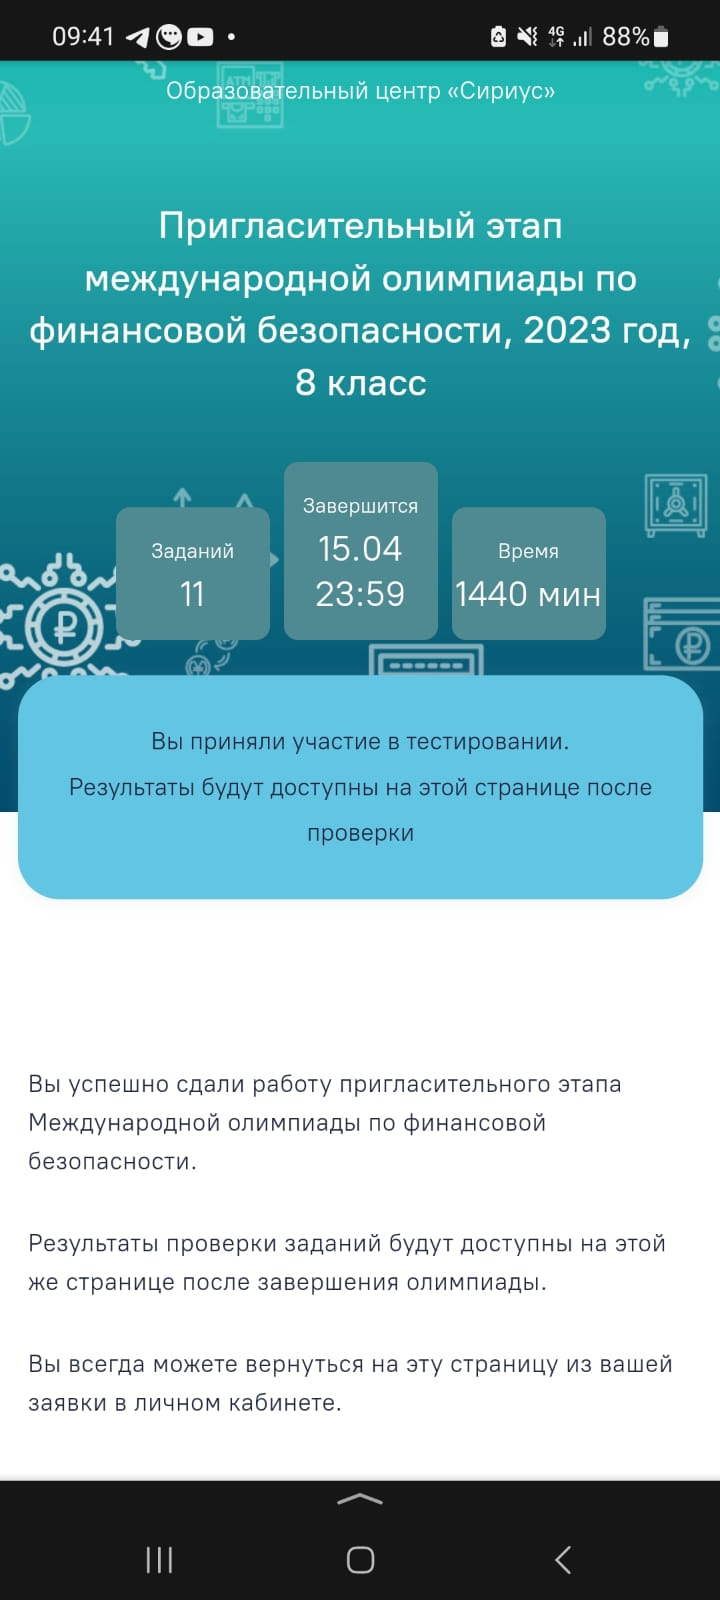 09:41
4G
88%
Образовательный центр «Сириус»
ATM
Пригласительный этап
международной олимпиады по
финансовой безопасности, 2023 год,
8 класс
Заданий
11
Завершится
15.04
23:59
Время
1440 мин
Вы приняли участие в тестировании.
Результаты будут доступны на этой странице после
проверки
Вы успешно сдали работу пригласительного этапа
Международной олимпиады по финансовой
безопасности.
Результаты проверки заданий будут доступны на этой
же странице после завершения олимпиады.
Вы всегда можете вернуться на эту страницу из вашей
заявки в личном кабинете.